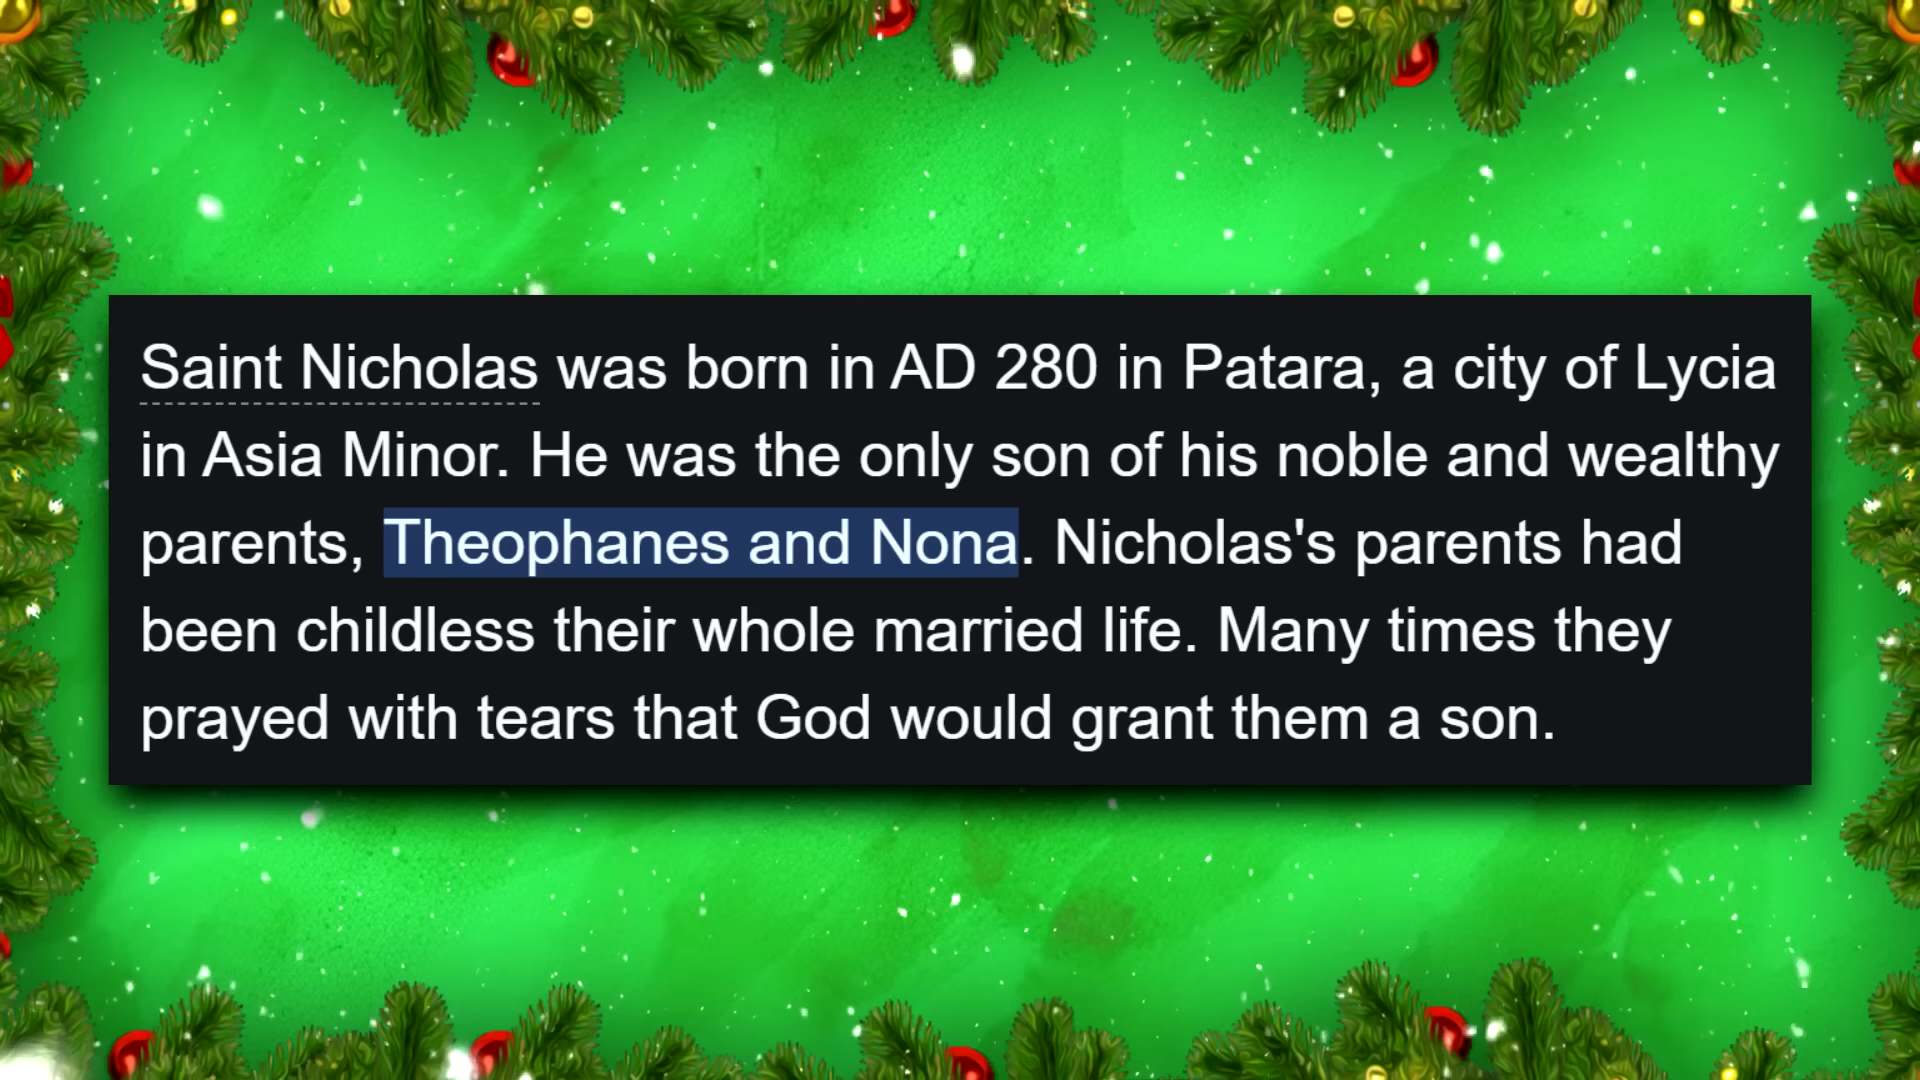 Saint Nicholas was born in AD 280 in Patara, a city of Lycia
in Asia Minor. He was the only son of his noble and wealthy
parents, Theophanes and Nona. Nicholas's parents had
been childless their whole married life. Many times they
prayed with tears that God would grant them a son.